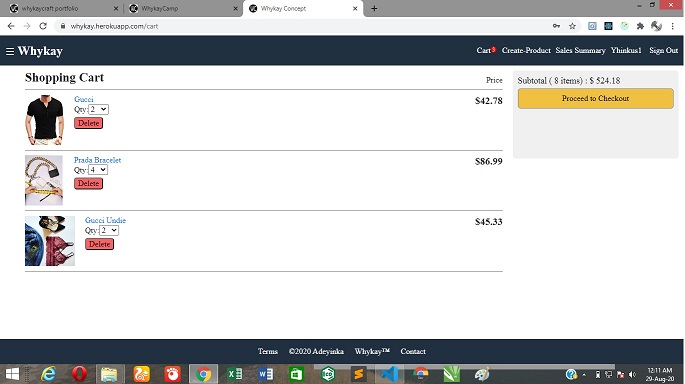 whykaycraft portfolio
WhykayCamp
Whykay Concept
whykay.herokuapp.com/cart
☰ Whykay
Cart 3 Create-Product Sales Summary Yhinkus1 Sign Out
Shopping Cart
Price
Gucci
Qty: 2
Delete
$42.78
Prada Bracelet
Qty: 4
Delete
$86.99
Gucci Undie
Qty: 2
Delete
$45.33
Subtotal ( 8 items) : $ 524.18
Proceed to Checkout
Terms ©2020 Adeyinka Whykay™ Contact
12:11 AM
29-Aug-20